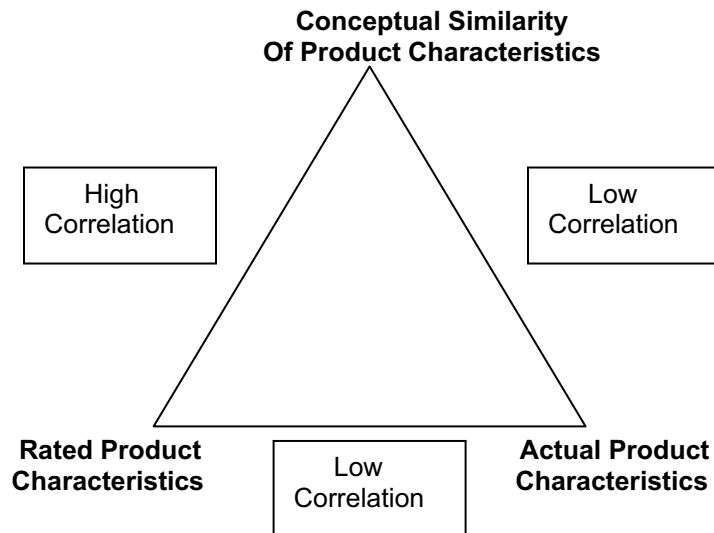 Conceptual Similarity
Of Product Characteristics
High
Correlation
Low
Correlation
Rated Product
Characteristics
Low
Correlation
Actual Product
Characteristics